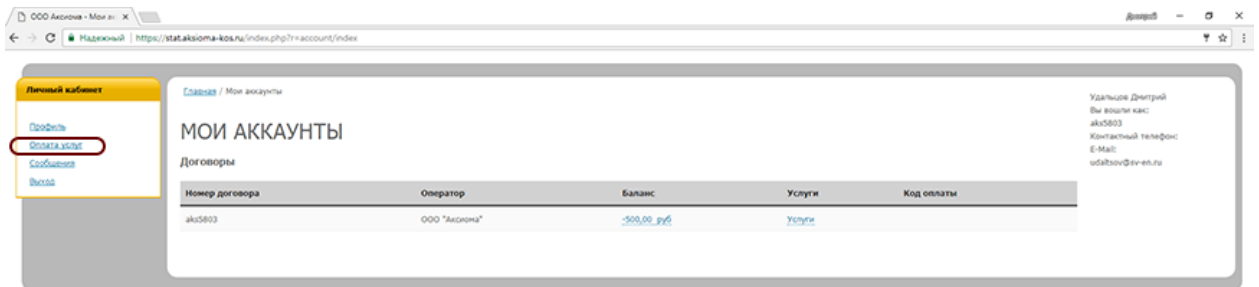 ООО Аксиома - Мои ак
Дмитрий
Надежный https://stat.aksioma-kos.ru/index.php?r=account/index
Личный кабинет
Профиль
Оплата услуг
Сообщения
Выход
Главная / Мои аккаунты
МОИ АККАУНТЫ
Договоры
Номер договора Оператор Баланс Услуги Код оплаты
aks5803 ООО "Аксиома" -500,00 руб Услуги
Удальцов Дмитрий
Вы вошли как:
aks5803
Контактный телефон:
E-Mail:
udaltsov@sv-en.ru